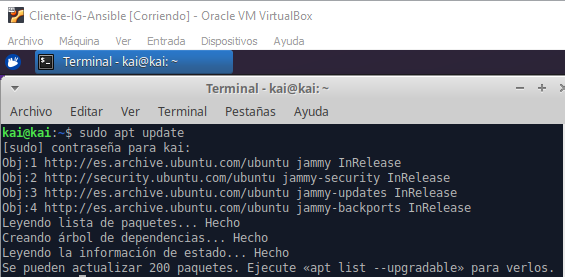 Cliente-IG-Ansible [Corriendo] - Oracle VM VirtualBox
Archivo Máquina Ver Entrada Dispositivos Ayuda
Terminal - kai@kai: ~
Terminal - kai@kai: ~
Archivo Editar Ver Terminal Pestañas Ayuda
kai@kai:~$ sudo apt update
[sudo] contraseña para kai:
Obj:1 http://es.archive.ubuntu.com/ubuntu jammy InRelease
Obj:2 http://security.ubuntu.com/ubuntu jammy-security InRelease
Obj:3 http://es.archive.ubuntu.com/ubuntu jammy-updates InRelease
Obj:4 http://es.archive.ubuntu.com/ubuntu jammy-backports InRelease
Leyendo lista de paquetes... Hecho
Creando árbol de dependencias... Hecho
Leyendo la información de estado... Hecho
Se pueden actualizar 200 paquetes. Ejecute «apt list --upgradable» para verlos.